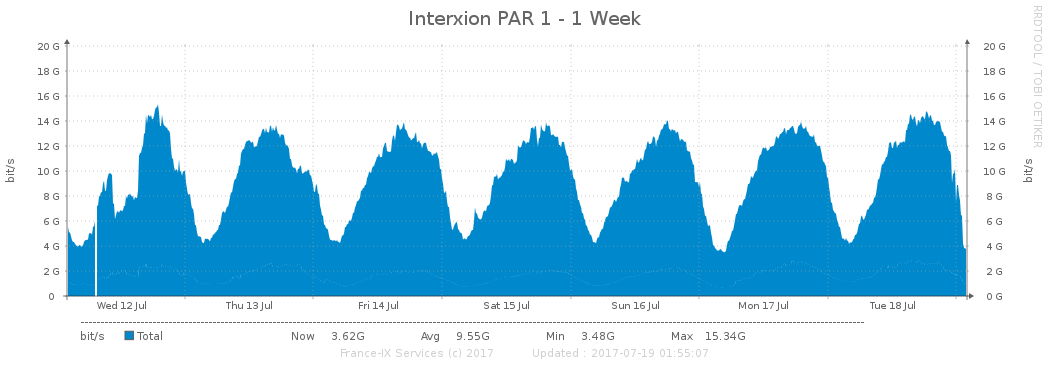 Interxion PAR 1 - 1 Week
RRDTOOL / TOBI OETIKER
20 G 20 G
18 G 18 G
16 G 16 G
14 G 14 G
12 G 12 G
10 G 10 G
8 G 8 G
6 G 6 G
4 G 4 G
2 G 2 G
0 0 G
bit/s bit/s
Wed 12 Jul Thu 13 Jul Fri 14 Jul Sat 15 Jul Sun 16 Jul Mon 17 Jul Tue 18 Jul
bit/s Total Now 3.62G Avg 9.55G Min 3.48G Max 15.34G
France-IX Services (c) 2017 Updated : 2017-07-19 01:55:07